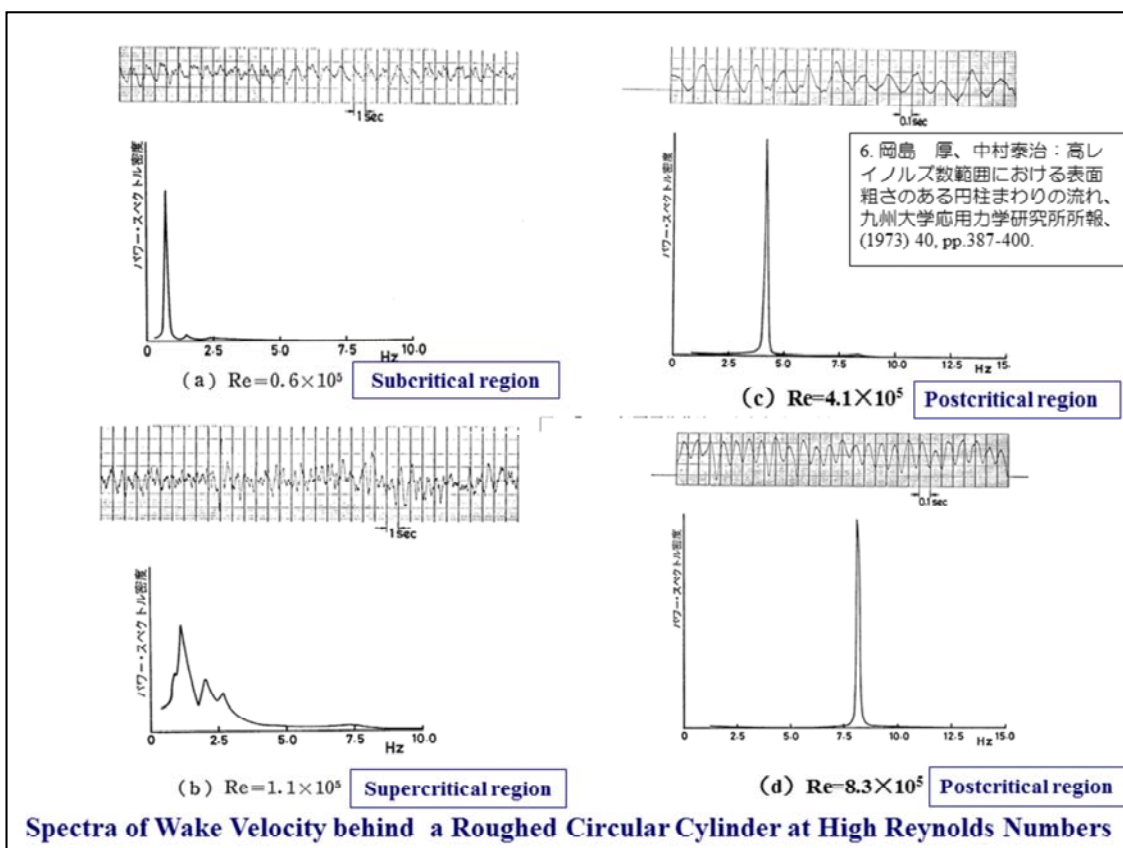 1 sec
パワー・スペクトル密度
0 2.5 5.0 7.5 10.0
Hz
(a) Re=0.6×10⁵ Subcritical region
0.1sec
パワー・スペクトル密度
6. 岡島 厚、中村泰治:高レ
イノルズ数範囲における表面
粗さのある円柱まわりの流れ、
九州大学応用力学研究所所報、
(1973) 40, pp.387-400.
0 2.5 5.0 7.5 10.0 12.5 Hz 15.
(c) Re=4.1×10⁵ Postcritical region
1 sec
パワー・スペクトル密度
0 2.5 5.0 7.5 10.0
Hz
(b) Re=1.1×10⁵ Supercritical region
0.1sec
パワー・スペクトル密度
0 2.5 5.0 7.5 10.0 12.5 Hz 15.0
(d) Re=8.3×10⁵ Postcritical region
Spectra of Wake Velocity behind a Roughed Circular Cylinder at High Reynolds Numbers